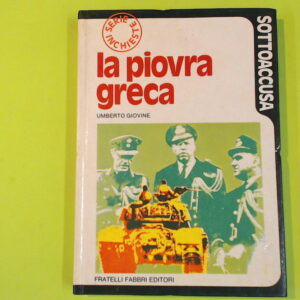 SERIE
INCHIESTE
SOTTOACCUSA
la piovra
greca
UMBERTO GIOVINE
FRATELLI FABBRI EDITORI